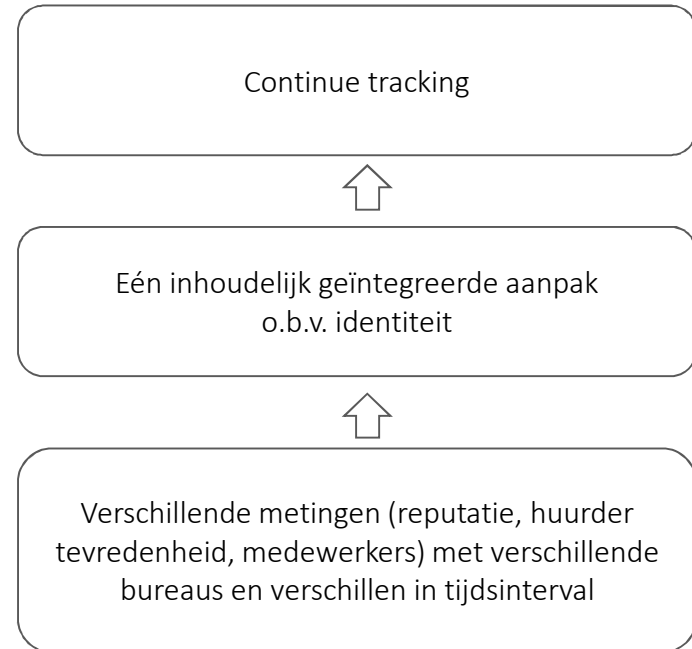 Continue tracking
Eén inhoudelijk geïntegreerde aanpak
o.b.v. identiteit
Verschillende metingen (reputatie, huurder
tevredenheid, medewerkers) met verschillende
bureaus en verschillen in tijdsinterval